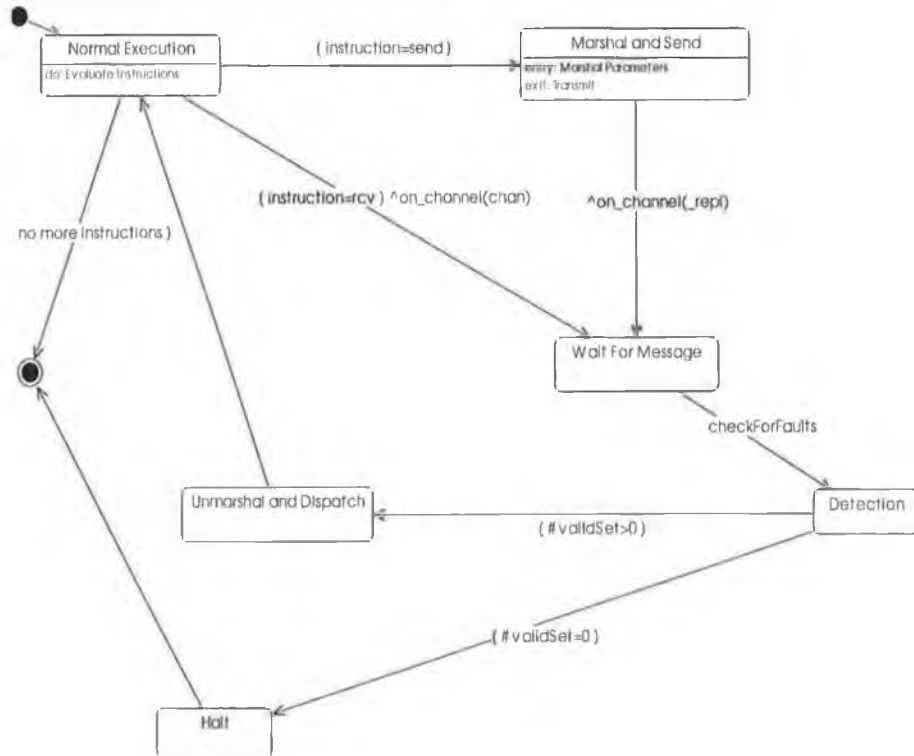 Normal Execution
do: Evaluate Instructions
( instruction=send )
Marshal and Send
entry: Marshal Parameters
exit: Transmit
( instruction=rcv ) ^on_channel(chan)
^on_channel(_repl)
no more instructions )
Wait For Message
checkForFaults
Unmarshal and Dispatch
Detection
( #validSet>0 )
( #validSet=0 )
Halt